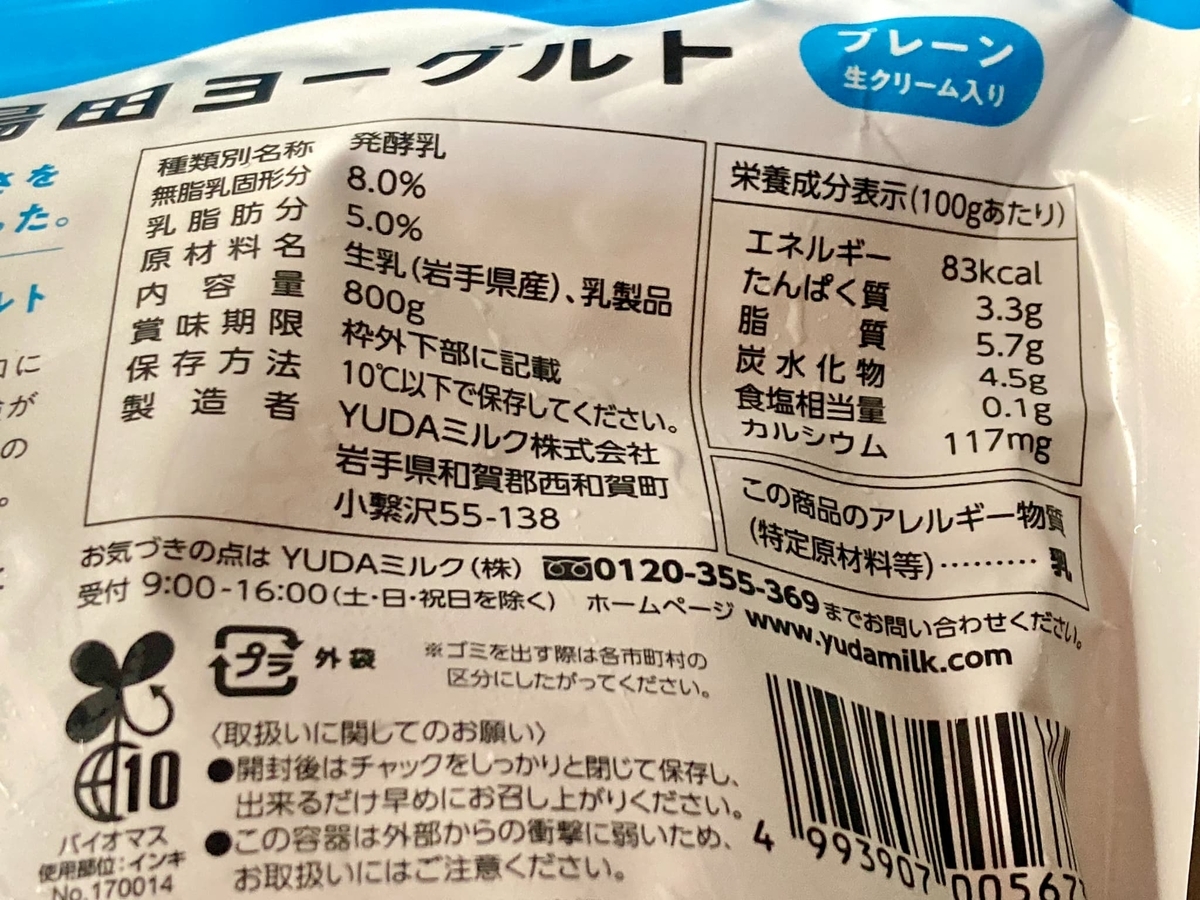 湯田ヨーグルト
プレーン
生クリーム入り
さを
した。
ルト
種類別名称 発酵乳
無脂乳固形分 8.0%
乳脂肪分 5.0%
原材料名 生乳(岩手県産)、乳製品
内容量 800g
賞味期限 枠外下部に記載
保存方法 10℃以下で保存してください。
製造者 YUDAミルク株式会社
岩手県和賀郡西和賀町
小繋沢55-138
栄養成分表示(100gあたり)
エネルギー 83kcal
たんぱく質 3.3g
脂質 5.7g
炭水化物 4.5g
食塩相当量 0.1g
カルシウム 117mg
この商品のアレルギー物質
(特定原材料等)………乳
お気づきの点は YUDAミルク(株) 0120-355-369までお問い合わせください。
受付 9:00-16:00(土・日・祝日を除く) ホームページ www.yudamilk.com
プラ 外袋
※ゴミを出す際は各市町村の
区分にしたがってください。
〈取扱いに関してのお願い〉
●開封後はチャックをしっかりと閉じて保存し、
出来るだけ早めにお召し上がりください。
●この容器は外部からの衝撃に弱いため、
お取扱いにはご注意ください。
10
バイオマス
使用部位:インキ
No.170014
4 993907 00567